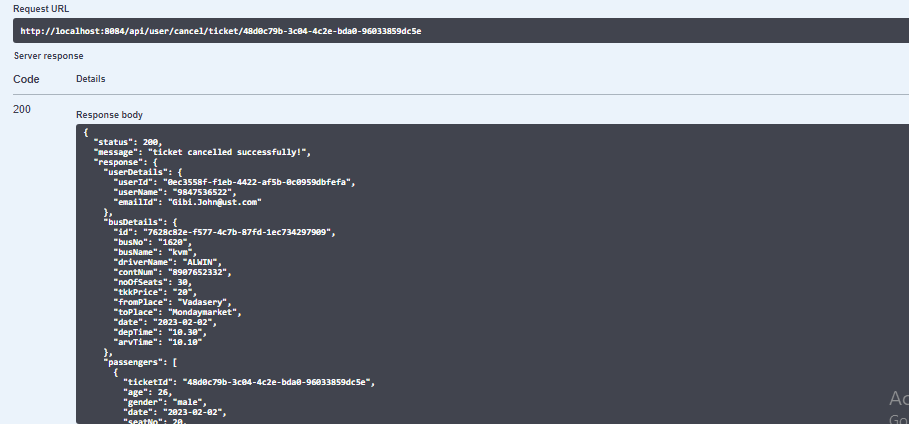 Request URL
http://localhost:8084/api/user/cancel/ticket/48d0c79b-3c04-4c2e-bda0-96033859dc5e
Server response
Code Details
200
Response body
{
"status": 200,
"message": "ticket cancelled successfully!",
"response": {
"userDetails": {
"userId": "0ec3558f-f1eb-4422-af5b-0c0959dbfefa",
"userName": "9847536522",
"emailId": "Gibi.John@ust.com"
},
"busDetails": {
"id": "7628c82e-f577-4c7b-87fd-1ec734297909",
"busNo": "1620",
"busName": "kvm",
"driverName": "ALWIN",
"contNum": "8907652332",
"noOfSeats": 30,
"tkkPrice": "20",
"fromPlace": "Vadasery",
"toPlace": "Mondaymarket",
"date": "2023-02-02",
"depTime": "10.30",
"arvTime": "10.10"
},
"passengers": [
{
"ticketId": "48d0c79b-3c04-4c2e-bda0-96033859dc5e",
"age": 26,
"gender": "male",
"date": "2023-02-02",
"seatNo": 20,
Ac
Go